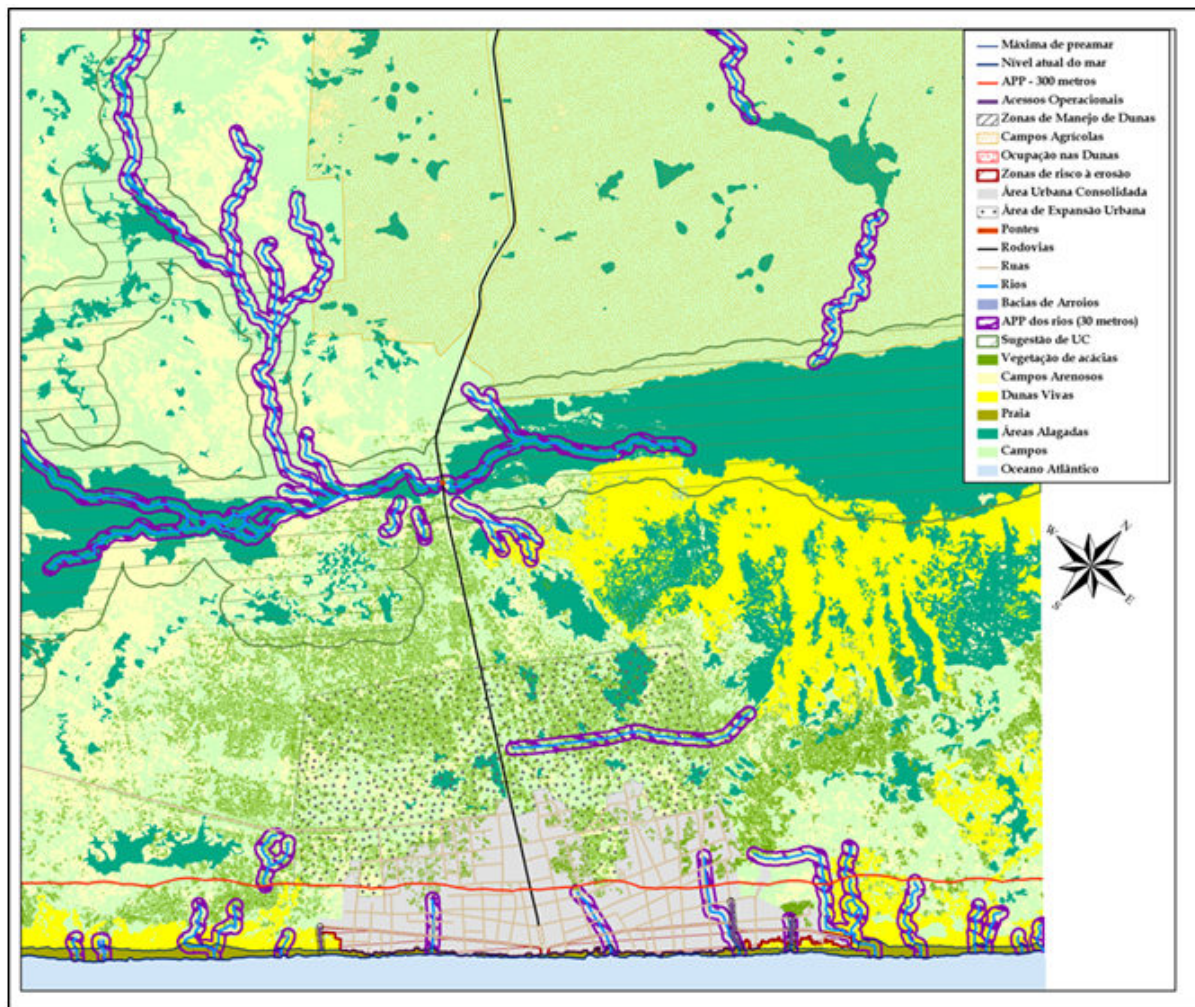 Máxima de preamar
Nível atual do mar
APP - 300 metros
Acessos Operacionais
Zonas de Manejo de Dunas
Campos Agrícolas
Ocupação nas Dunas
Zonas de risco à erosão
Área Urbana Consolidada
Área de Expansão Urbana
Pontes
Rodovias
Ruas
Rios
Bacias de Arroios
APP dos rios (30 metros)
Sugestão de UC
Vegetação de acácias
Campos Arenosos
Dunas Vivas
Praia
Áreas Alagadas
Campos
Oceano Atlântico
W N
S E